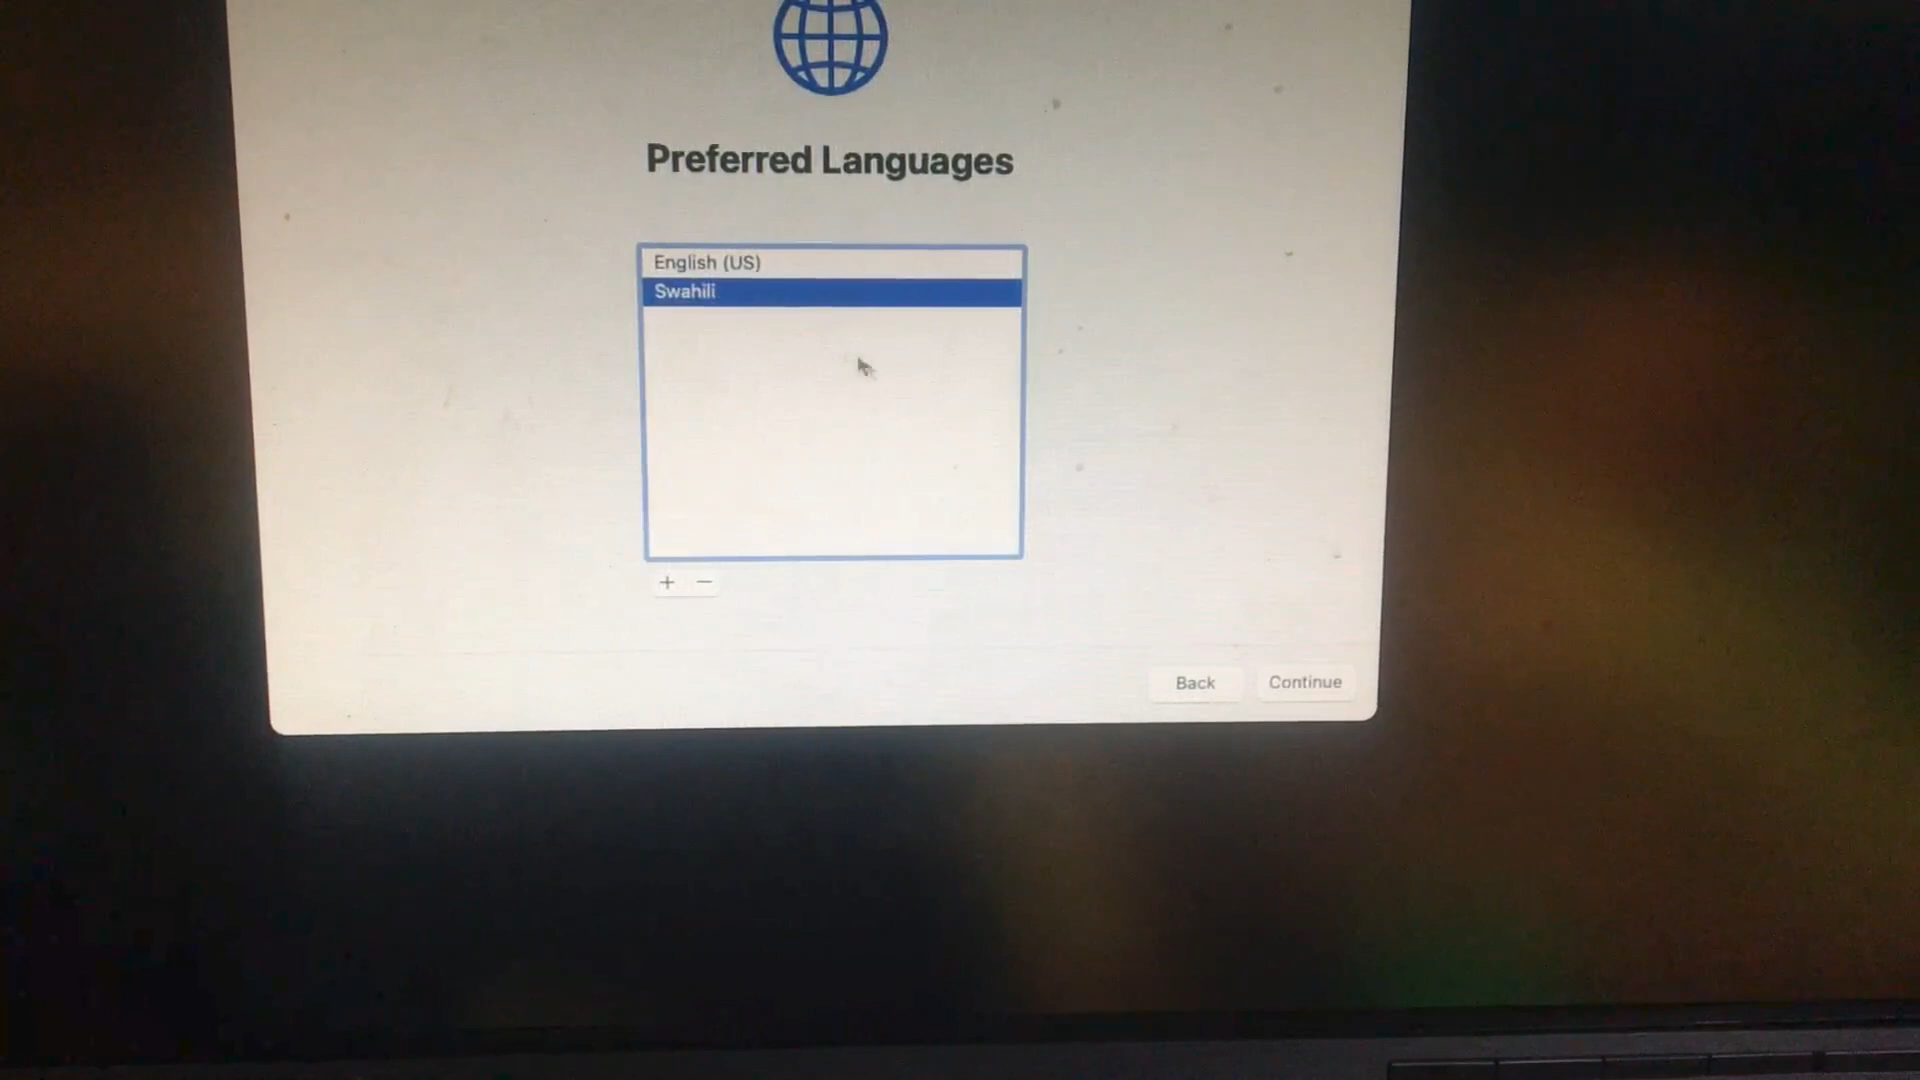 Preferred Languages
English (US)
Swahili
+ −
Back Continue